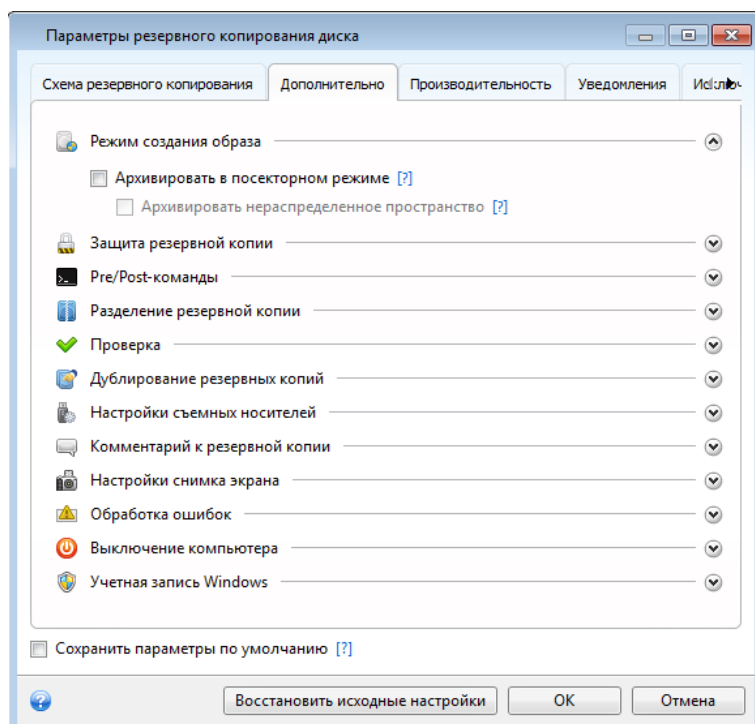 Параметры резервного копирования диска
Схема резервного копирования Дополнительно Производительность Уведомления
Режим создания образа
Архивировать в посекторном режиме [?]
Архивировать нераспределенное пространство [?]
Защита резервной копии
Pre/Post-команды
Разделение резервной копии
Проверка
Дублирование резервных копий
Настройки съемных носителей
Комментарий к резервной копии
Настройки снимка экрана
Обработка ошибок
Выключение компьютера
Учетная запись Windows
Сохранить параметры по умолчанию [?]
Восстановить исходные настройки OK Отмена